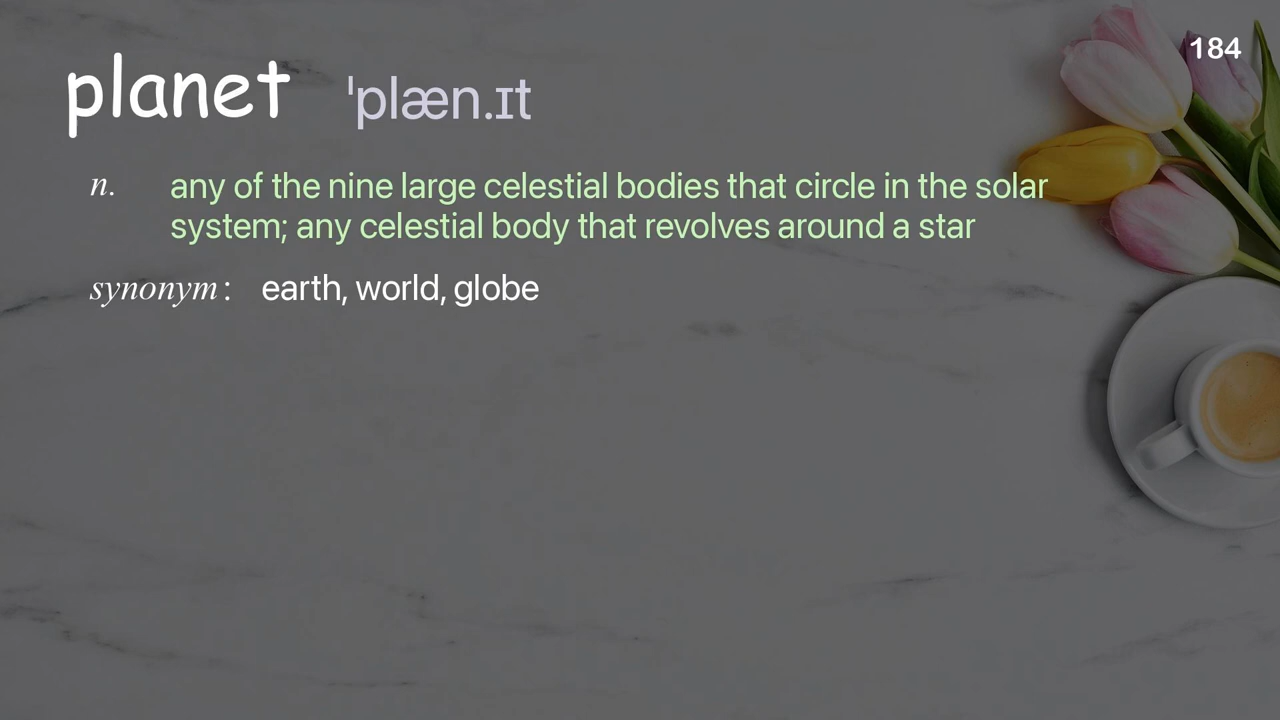 184
planet ˈplæn.ɪt
n. any of the nine large celestial bodies that circle in the solar
system; any celestial body that revolves around a star
synonym: earth, world, globe